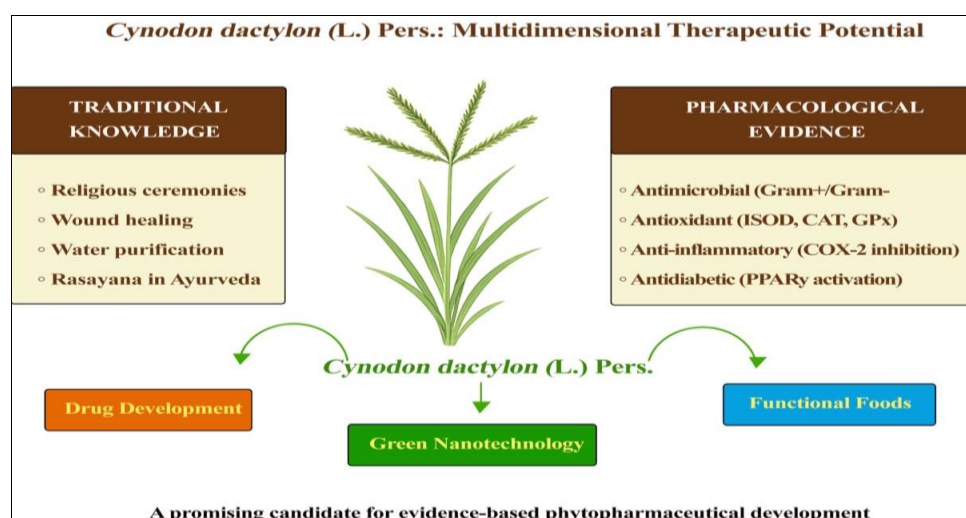 Cynodon dactylon (L.) Pers.: Multidimensional Therapeutic Potential
TRADITIONAL
KNOWLEDGE
◦ Religious ceremonies
◦ Wound healing
◦ Water purification
◦ Rasayana in Ayurveda
PHARMACOLOGICAL
EVIDENCE
◦ Antimicrobial (Gram+/Gram-
◦ Antioxidant (ISOD, CAT, GPx)
◦ Anti-inflammatory (COX-2 inhibition)
◦ Antidiabetic (PPARy activation)
Cynodon dactylon (L.) Pers.
Drug Development
Green Nanotechnology
Functional Foods
A promising candidate for evidence-based phytopharmaceutical development